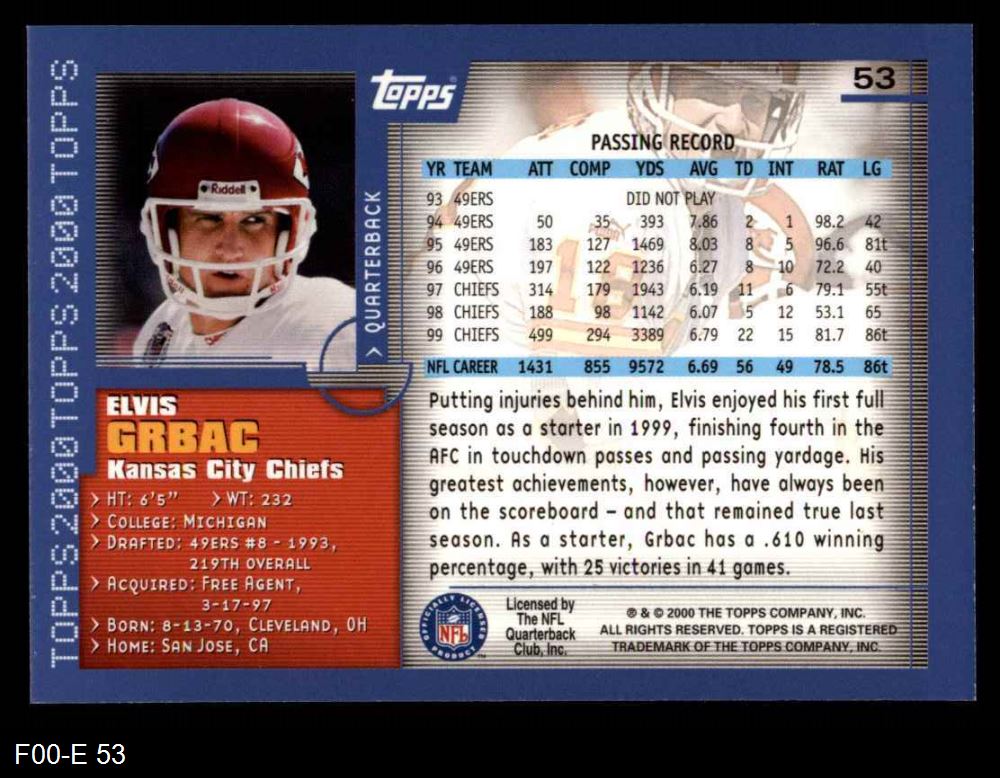 TOPPS2000TOPPS2000TOPPS2000TOPPS
topps
53
Riddell
QUARTERBACK
PASSING RECORD
YR TEAM ATT COMP YDS AVG TD INT RAT LG
93 49ERS DID NOT PLAY
94 49ERS 50 35 393 7.86 2 1 98.2 42
95 49ERS 183 127 1469 8.03 8 5 96.6 81t
96 49ERS 197 122 1236 6.27 8 10 72.2 40
97 CHIEFS 314 179 1943 6.19 11 6 79.1 55t
98 CHIEFS 188 98 1142 6.07 5 12 53.1 65
99 CHIEFS 499 294 3389 6.79 22 15 81.7 86t
NFL CAREER 1431 855 9572 6.69 56 49 78.5 86t
ELVIS
GRBAC
Kansas City Chiefs
> HT: 6'5" > WT: 232
> COLLEGE: MICHIGAN
> DRAFTED: 49ERS #8 - 1993,
219TH OVERALL
> ACQUIRED: FREE AGENT,
3-17-97
> BORN: 8-13-70, CLEVELAND, OH
> HOME: SAN JOSE, CA
Putting injuries behind him, Elvis enjoyed his first full
season as a starter in 1999, finishing fourth in the
AFC in touchdown passes and passing yardage. His
greatest achievements, however, have always been
on the scoreboard – and that remained true last
season. As a starter, Grbac has a .610 winning
percentage, with 25 victories in 41 games.
OFFICIALLY LICENSED
NFL
PRODUCT
Licensed by
The NFL
Quarterback
Club, Inc.
® & © 2000 THE TOPPS COMPANY, INC.
ALL RIGHTS RESERVED. TOPPS IS A REGISTERED
TRADEMARK OF THE TOPPS COMPANY, INC.
F00-E 53